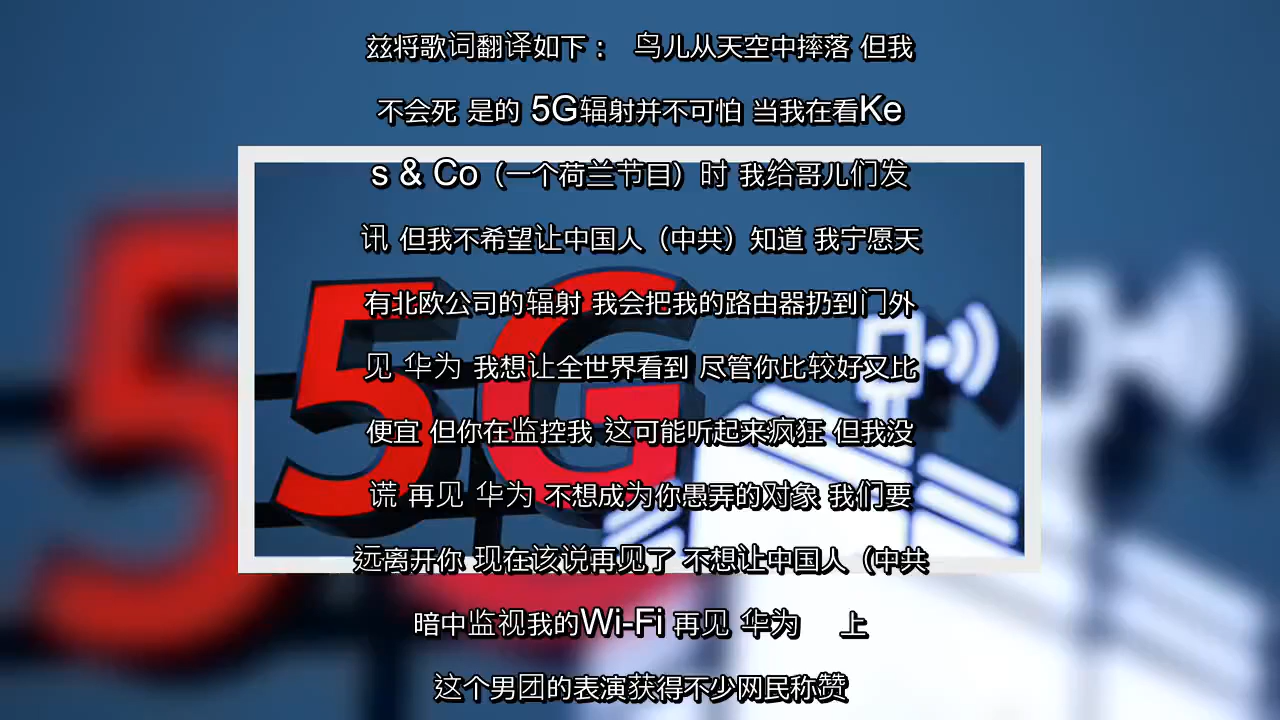 兹将歌词翻译如下： 鸟儿从天空中摔落 但我
不会死 是的 5G辐射并不可怕 当我在看Ke
s & Co（一个荷兰节目）时 我给哥儿们发
讯 但我不希望让中国人（中共）知道 我宁愿天
有北欧公司的辐射 我会把我的路由器扔到门外
见 华为 我想让全世界看到 尽管你比较好又比
便宜 但你在监控我 这可能听起来疯狂 但我没
谎 再见 华为 不想成为你愚弄的对象 我们要
远离开你 现在该说再见了 不想让中国人（中共
暗中监视我的Wi-Fi 再见 华为 上
这个男团的表演获得不少网民称赞
5G
5G